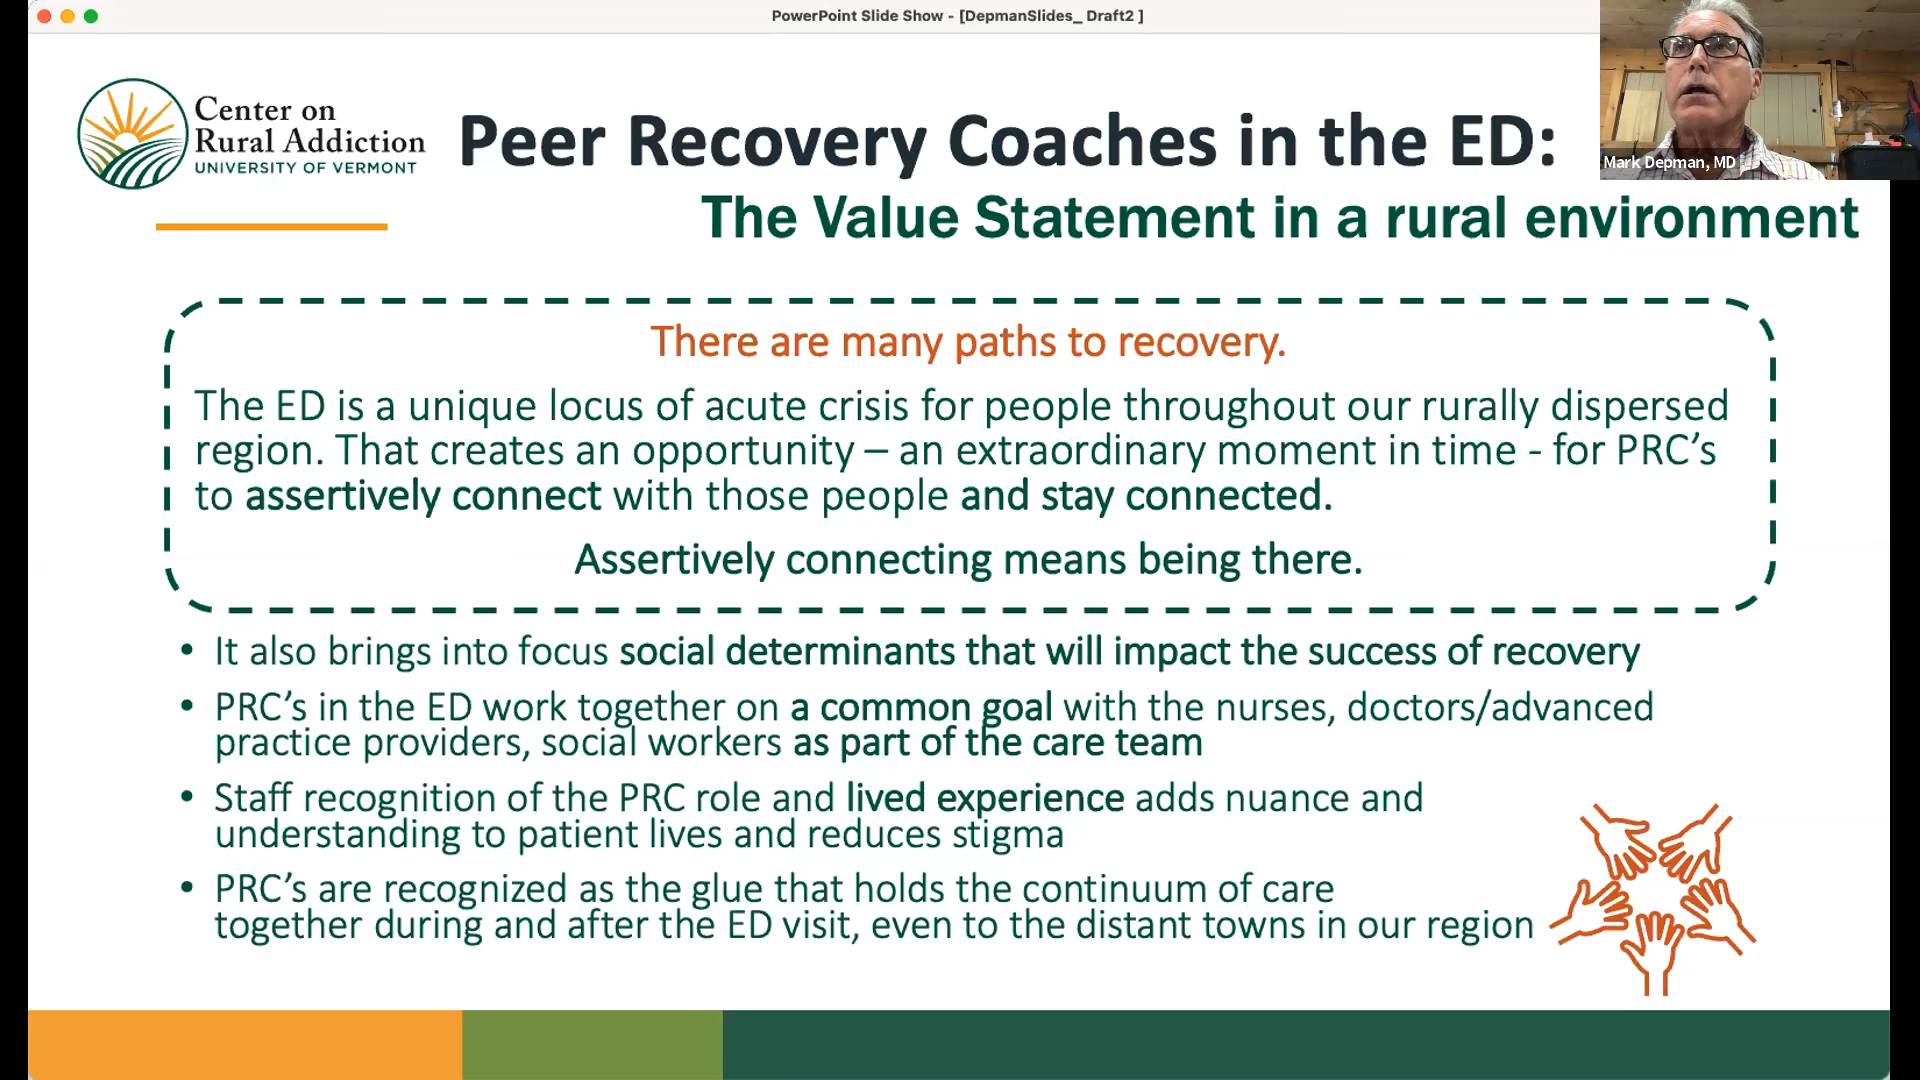 PowerPoint Slide Show - [DepmanSlides_ Draft2 ]
Center on
Rural Addiction
UNIVERSITY OF VERMONT
Peer Recovery Coaches in the ED:
The Value Statement in a rural environment
Mark Depman, MD
There are many paths to recovery.
The ED is a unique locus of acute crisis for people throughout our rurally dispersed
region. That creates an opportunity – an extraordinary moment in time - for PRC’s
to assertively connect with those people and stay connected.
Assertively connecting means being there.
• It also brings into focus social determinants that will impact the success of recovery
• PRC’s in the ED work together on a common goal with the nurses, doctors/advanced
practice providers, social workers as part of the care team
• Staff recognition of the PRC role and lived experience adds nuance and
understanding to patient lives and reduces stigma
• PRC’s are recognized as the glue that holds the continuum of care
together during and after the ED visit, even to the distant towns in our region